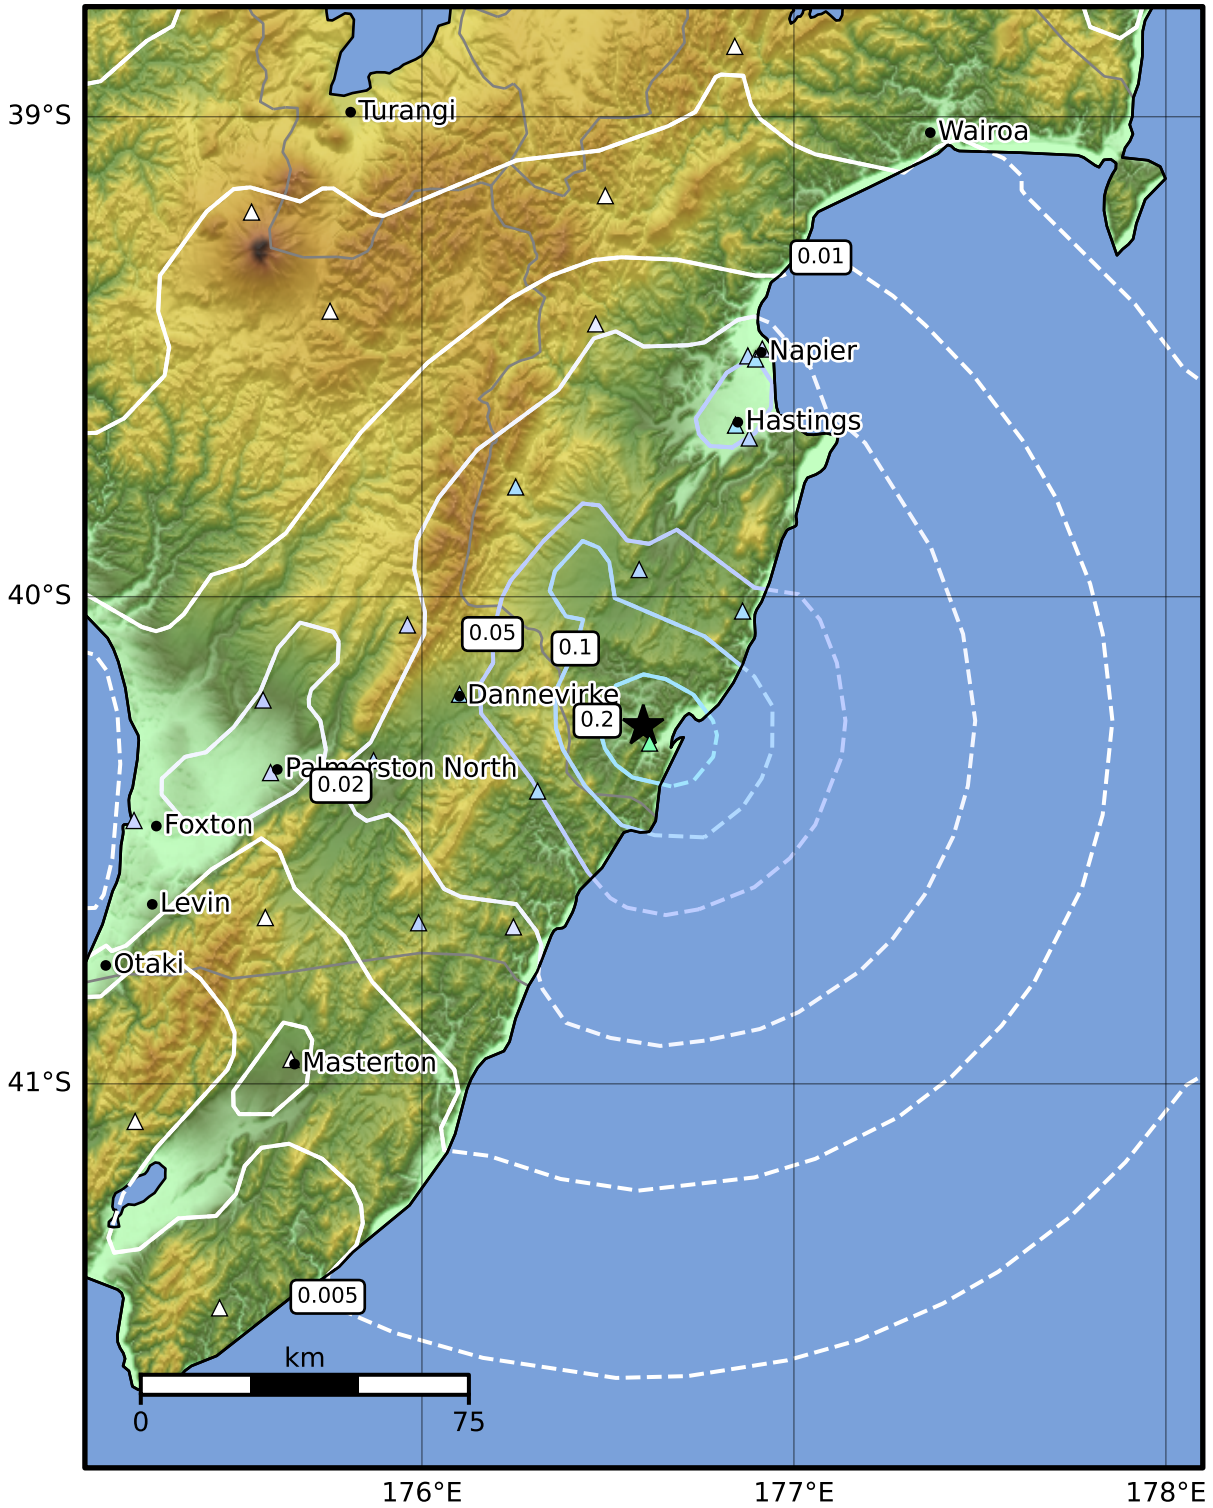 39°S
Turangi
Wairoa
0.01
Napier
Hastings
40°S
0.05
0.1
Dannevirke
0.2
Palmerston North
0.02
Foxton
Levin
Otaki
Masterton
41°S
0.005
km
0 75
176°E 177°E 178°E